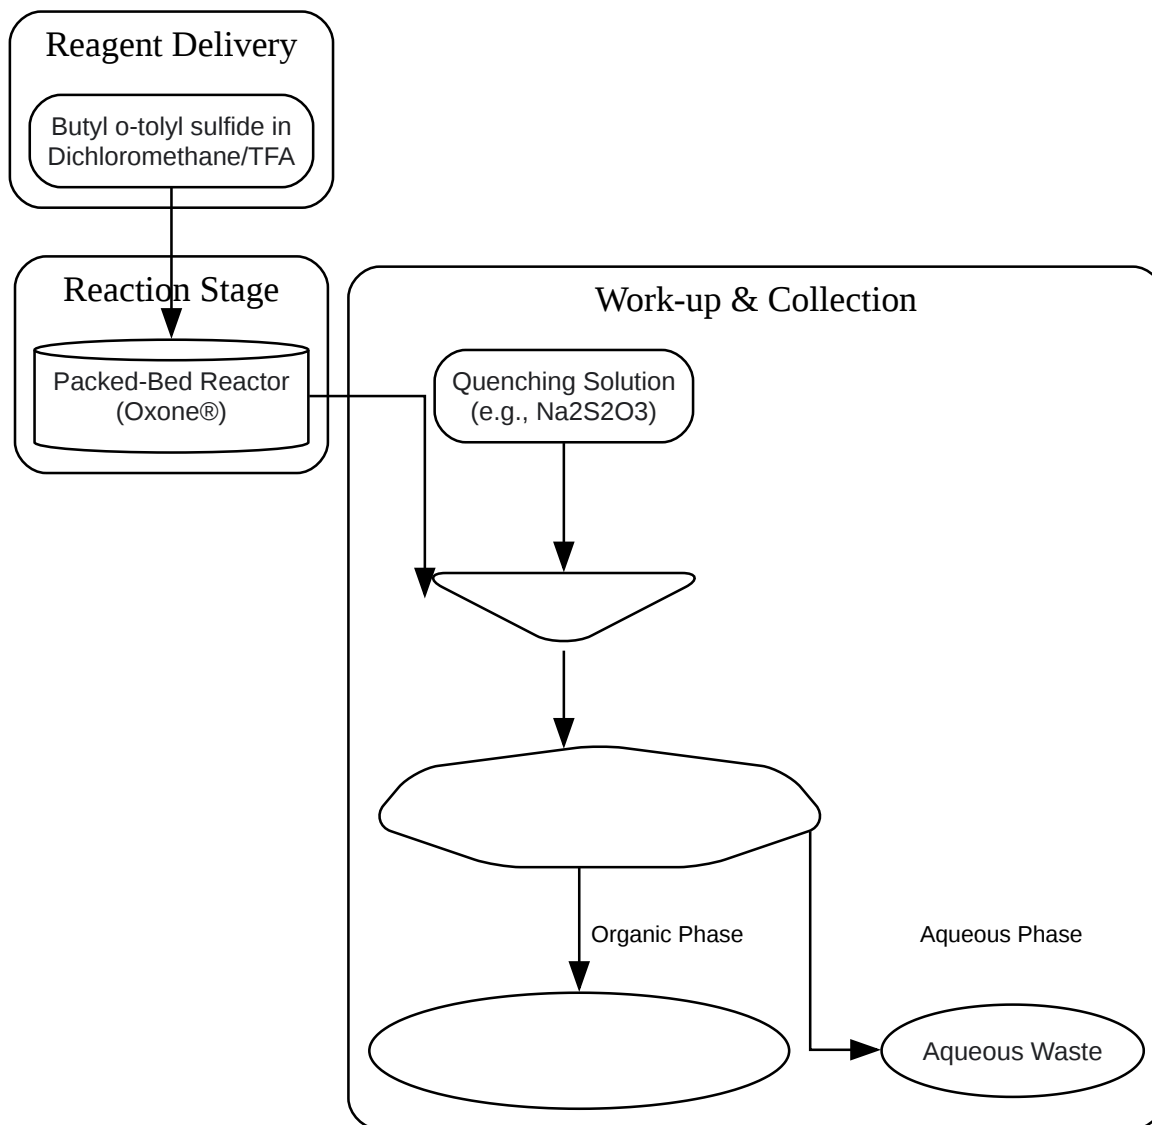 Reagent Delivery
Butyl o-tolyl sulfide in
Dichloromethane/TFA
Reaction Stage
Packed-Bed Reactor
(Oxone®)
Work-up & Collection
Quenching Solution
(e.g., Na2S2O3)
Organic Phase
Aqueous Phase
Aqueous Waste